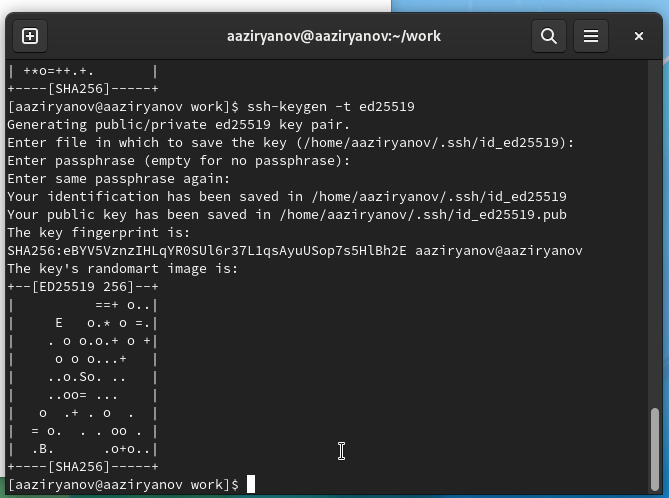 aaziryanov@aaziryanov:~/work
| +*o=++.+.       |
+----[SHA256]-----+
[aaziryanov@aaziryanov work]$ ssh-keygen -t ed25519
Generating public/private ed25519 key pair.
Enter file in which to save the key (/home/aaziryanov/.ssh/id_ed25519):
Enter passphrase (empty for no passphrase):
Enter same passphrase again:
Your identification has been saved in /home/aaziryanov/.ssh/id_ed25519
Your public key has been saved in /home/aaziryanov/.ssh/id_ed25519.pub
The key fingerprint is:
SHA256:eBYV5VznzIHLqYR0SUl6r37L1qsAyuUSop7s5HlBh2E aaziryanov@aaziryanov
The key's randomart image is:
+--[ED25519 256]--+
|          ==+ o..|
|     E   o.* o =.|
|    . o o.o.+ o +|
|     o o o...+   |
|    ..o.So. ..   |
|    ..oo= ...    |
|   o  .+ . o  .  |
|  = o.  . . oo . |
|  .B.      .o+o..|
+----[SHA256]-----+
[aaziryanov@aaziryanov work]$